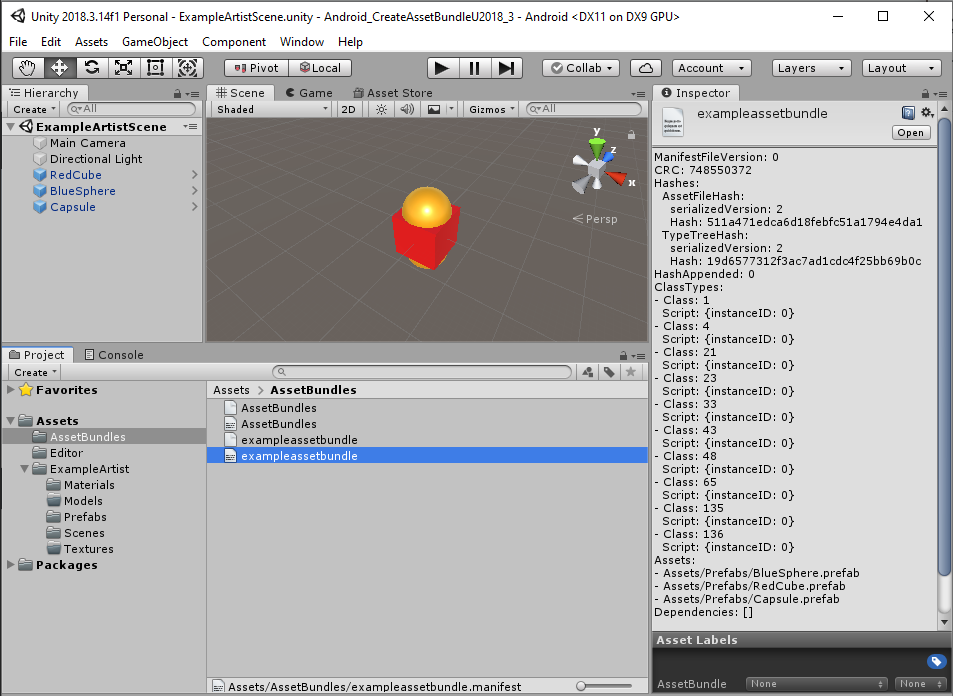 Unity 2018.3.14f1 Personal - ExampleArtistScene.unity - Android_CreateAssetBundleU2018_3 - Android <DX11 on DX9 GPU>
File Edit Assets GameObject Component Window Help
Pivot Local Collab Account Layers Layout
Hierarchy
Create All
ExampleArtistScene
Main Camera
Directional Light
RedCube
BlueSphere
Capsule
Scene Game Asset Store
Shaded 2D Gizmos All
y
z
x
Persp
Project Console
Create
Favorites
Assets
AssetBundles
Editor
ExampleArtist
Materials
Models
Prefabs
Scenes
Textures
Packages
Assets > AssetBundles
AssetBundles
AssetBundles
exampleassetbundle
exampleassetbundle
Assets/AssetBundles/exampleassetbundle.manifest
Inspector
exampleassetbundle
Open
ManifestFileVersion: 0
CRC: 748550372
Hashes:
AssetFileHash:
serializedVersion: 2
Hash: 511a471edca6d18febfc51a1794e4da1
TypeTreeHash:
serializedVersion: 2
Hash: 19d6577312f3ac7ad1cdc4f25bb69b0c
HashAppended: 0
ClassTypes:
- Class: 1
Script: {instanceID: 0}
- Class: 4
Script: {instanceID: 0}
- Class: 21
Script: {instanceID: 0}
- Class: 23
Script: {instanceID: 0}
- Class: 33
Script: {instanceID: 0}
- Class: 43
Script: {instanceID: 0}
- Class: 48
Script: {instanceID: 0}
- Class: 65
Script: {instanceID: 0}
- Class: 135
Script: {instanceID: 0}
- Class: 136
Script: {instanceID: 0}
Assets:
- Assets/Prefabs/BlueSphere.prefab
- Assets/Prefabs/RedCube.prefab
- Assets/Prefabs/Capsule.prefab
Dependencies: []
Asset Labels
AssetBundle None None